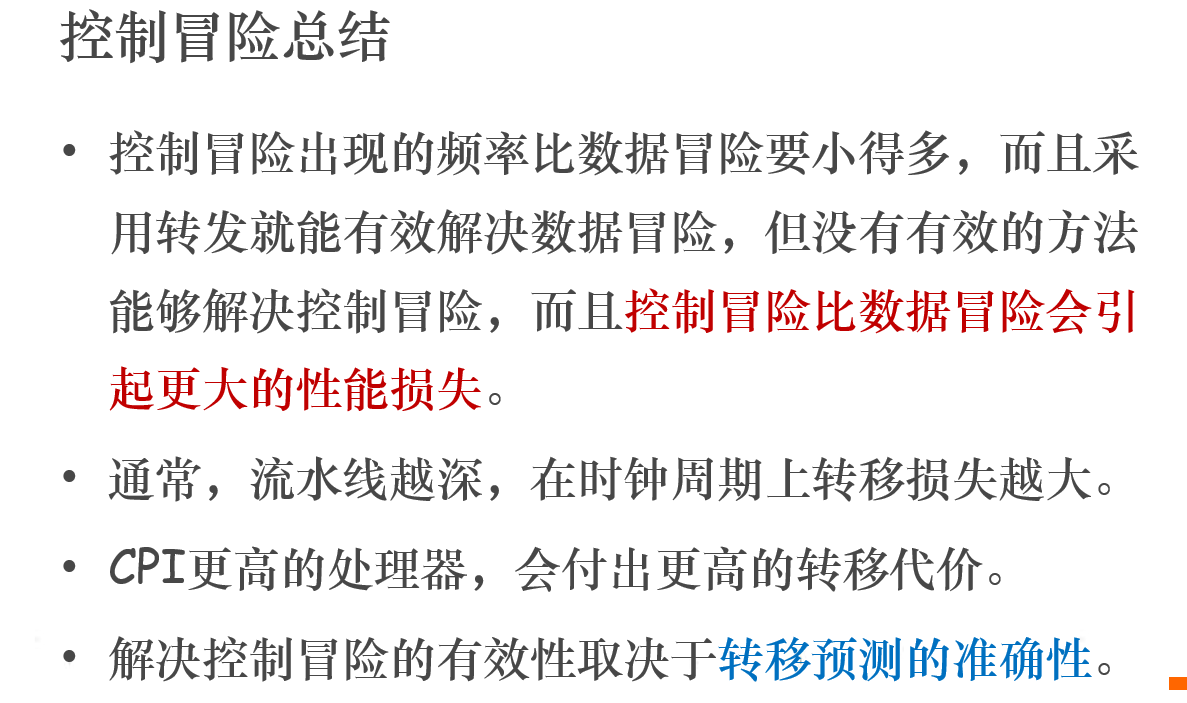 控制冒险总结
• 控制冒险出现的频率比数据冒险要小得多，而且采
用转发就能有效解决数据冒险，但没有有效的方法
能够解决控制冒险，而且控制冒险比数据冒险会引
起更大的性能损失。
• 通常，流水线越深，在时钟周期上转移损失越大。
• CPI更高的处理器，会付出更高的转移代价。
• 解决控制冒险的有效性取决于转移预测的准确性。